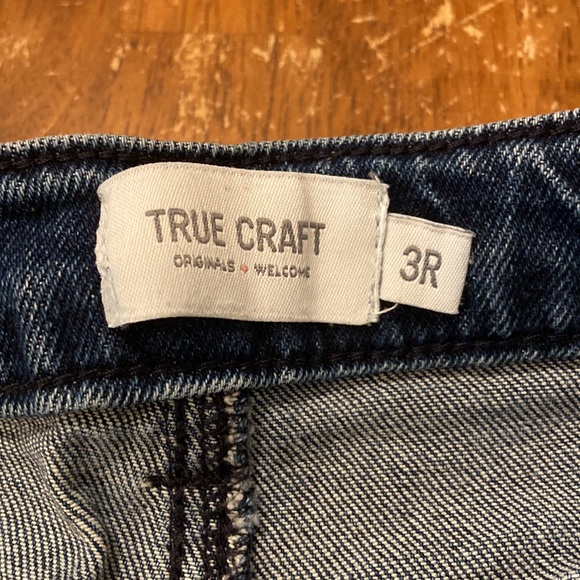 TRUE CRAFT
ORIGINALS • WELCOME
3R